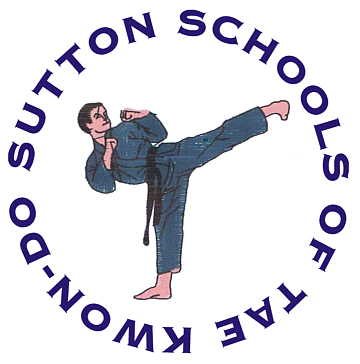 SUTTON SCHOOLS OF TAE KWON-DO